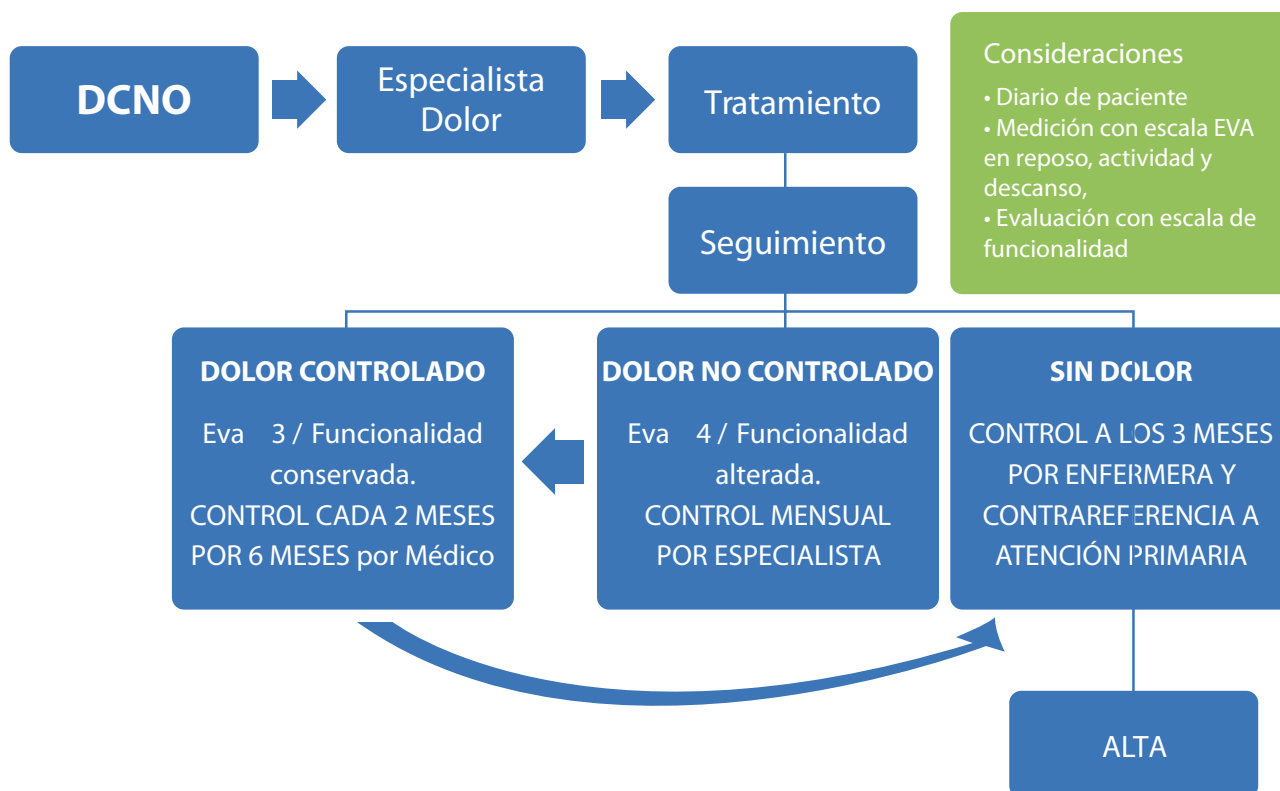 DCNO
Especialista
Dolor
Tratamiento
Consideraciones
• Diario de paciente
• Medición con escala EVA
en reposo, actividad y
descanso,
• Evaluación con escala de
funcionalidad
Seguimiento
DOLOR CONTROLADO
Eva 3 / Funcionalidad
conservada.
CONTROL CADA 2 MESES
POR 6 MESES por Médico
DOLOR NO CONTROLADO
Eva 4 / Funcionalidad
alterada.
CONTROL MENSUAL
POR ESPECIALISTA
SIN DOLOR
CONTROL A LOS 3 MESES
POR ENFERMERA Y
CONTRAREFERENCIA A
ATENCIÓN PRIMARIA
ALTA